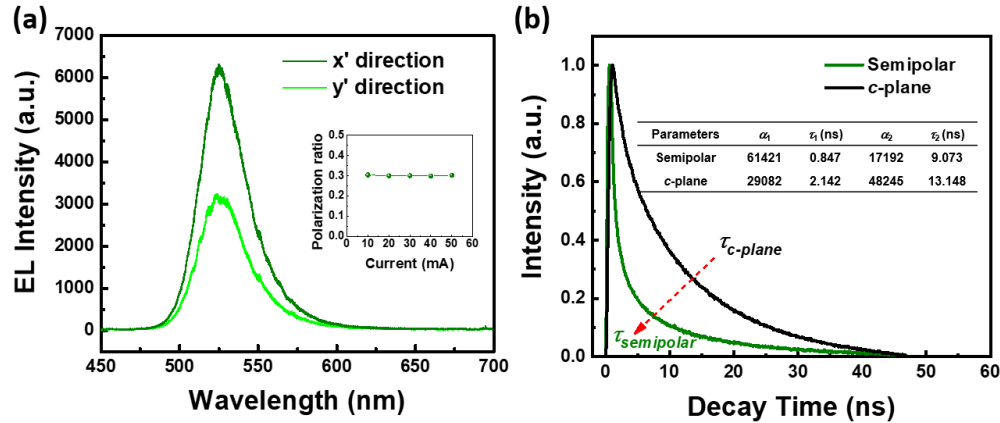 (a)
7000
6000
5000
4000
3000
2000
1000
0
EL Intensity (a.u.)
450 500 550 600 650 700
Wavelength (nm)
x' direction
y' direction
0.5
0.4
0.3
0.2
0.1
0.0
Polarization ratio
0 10 20 30 40 50 60
Current (mA)
(b)
1.0
0.8
0.6
0.4
0.2
0.0
Intensity (a.u.)
0 10 20 30 40 50 60
Decay Time (ns)
Semipolar
c-plane
Parameters α₁ τ₁ (ns) α₂ τ₂ (ns)
Semipolar 61421 0.847 17192 9.073
c-plane 29082 2.142 48245 13.148
τc-plane
τsemipolar